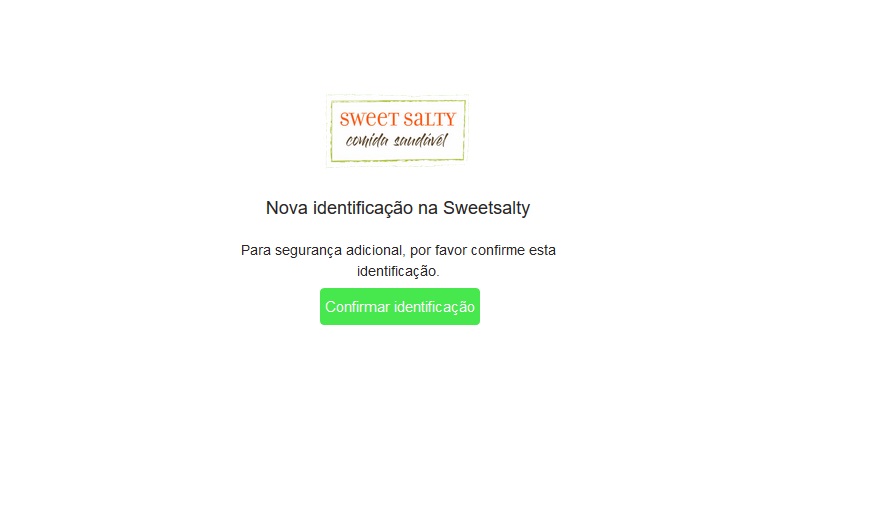 sweet salty
comida saudável
Nova identificação na Sweetsalty
Para segurança adicional, por favor confirme esta
identificação.
Confirmar identificação